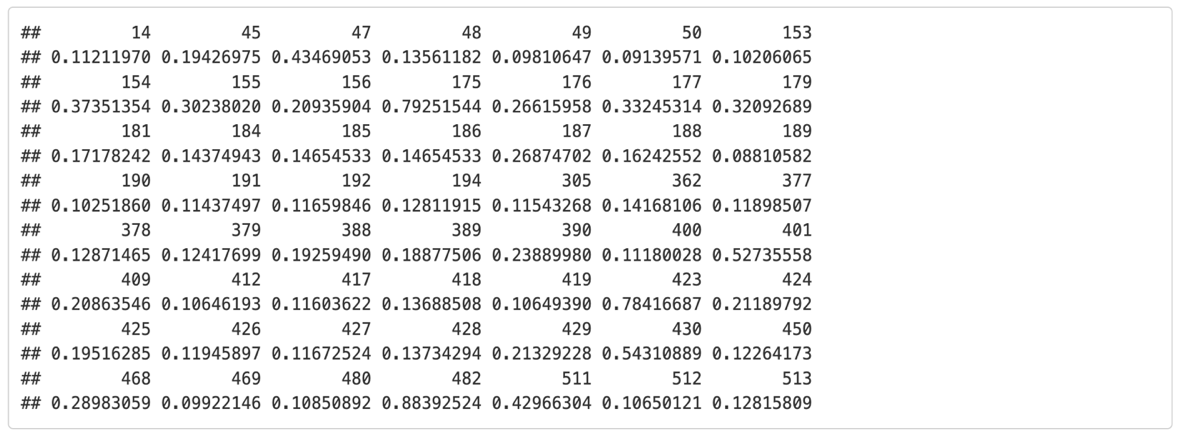 ##         14         45         47         48         49         50        153
## 0.11211970 0.19426975 0.43469053 0.13561182 0.09810647 0.09139571 0.10206065
##        154        155        156        175        176        177        179
## 0.37351354 0.30238020 0.20935904 0.79251544 0.26615958 0.33245314 0.32092689
##        181        184        185        186        187        188        189
## 0.17178242 0.14374943 0.14654533 0.14654533 0.26874702 0.16242552 0.08810582
##        190        191        192        194        305        362        377
## 0.10251860 0.11437497 0.11659846 0.12811915 0.11543268 0.14168106 0.11898507
##        378        379        388        389        390        400        401
## 0.12871465 0.12417699 0.19259490 0.18877506 0.23889980 0.11180028 0.52735558
##        409        412        417        418        419        423        424
## 0.20863546 0.10646193 0.11603622 0.13688508 0.10649390 0.78416687 0.21189792
##        425        426        427        428        429        430        450
## 0.19516285 0.11945897 0.11672524 0.13734294 0.21329228 0.54310889 0.12264173
##        468        469        480        482        511        512        513
## 0.28983059 0.09922146 0.10850892 0.88392524 0.42966304 0.10650121 0.12815809